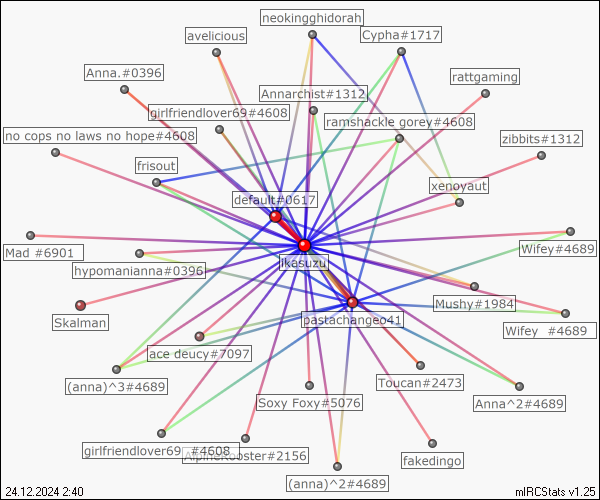 neokingghidorah
avelicious
Cypha#1717
Anna.#0396
rattgaming
Annarchist#1312
girlfriendlover69#4608
ramshackle gorey#4608
no cops no laws no hope#4608
zibbits#1312
frisout
xenoyaut
default#0617
Mad #6901
Wifey#4689
ikasuzu
hypomanianna#0396
Mushy#1984
Skalman
pastachangeo41
Wifey #4689
ace deucy#7097
(anna)^3#4689
Toucan#2473
Soxy Foxy#5076
Anna^2#4689
girlfriendlover69 #4608
AlpineRooster#2156
fakedingo
(anna)^2#4689
24.12.2024 2:40
mIRCStats v1.25